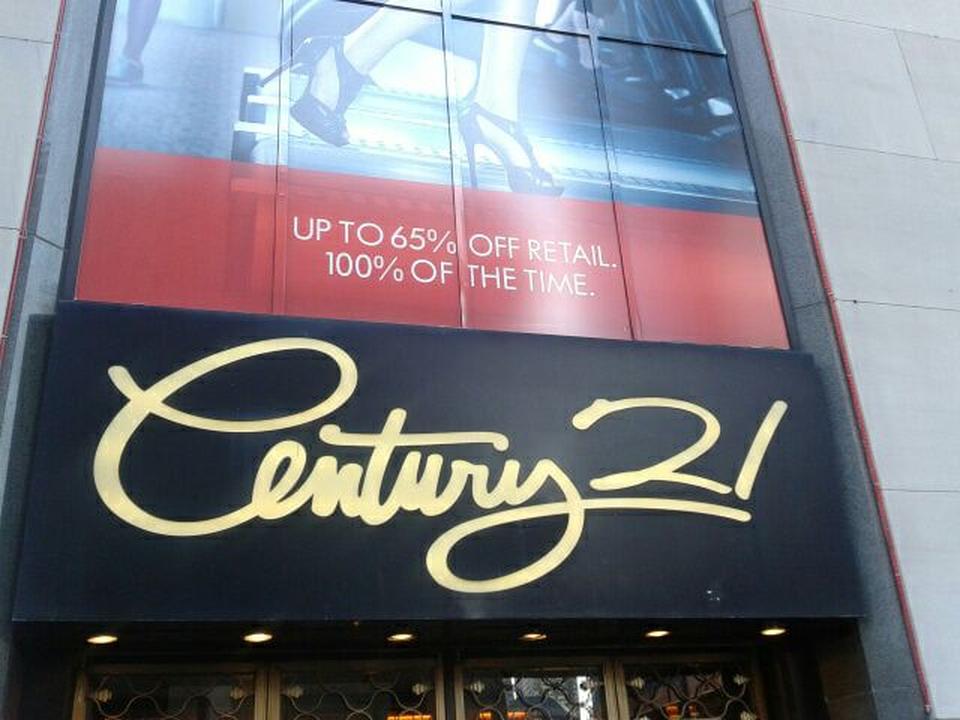 UP TO 65% OFF RETAIL.
100% OF THE TIME.
Century 21